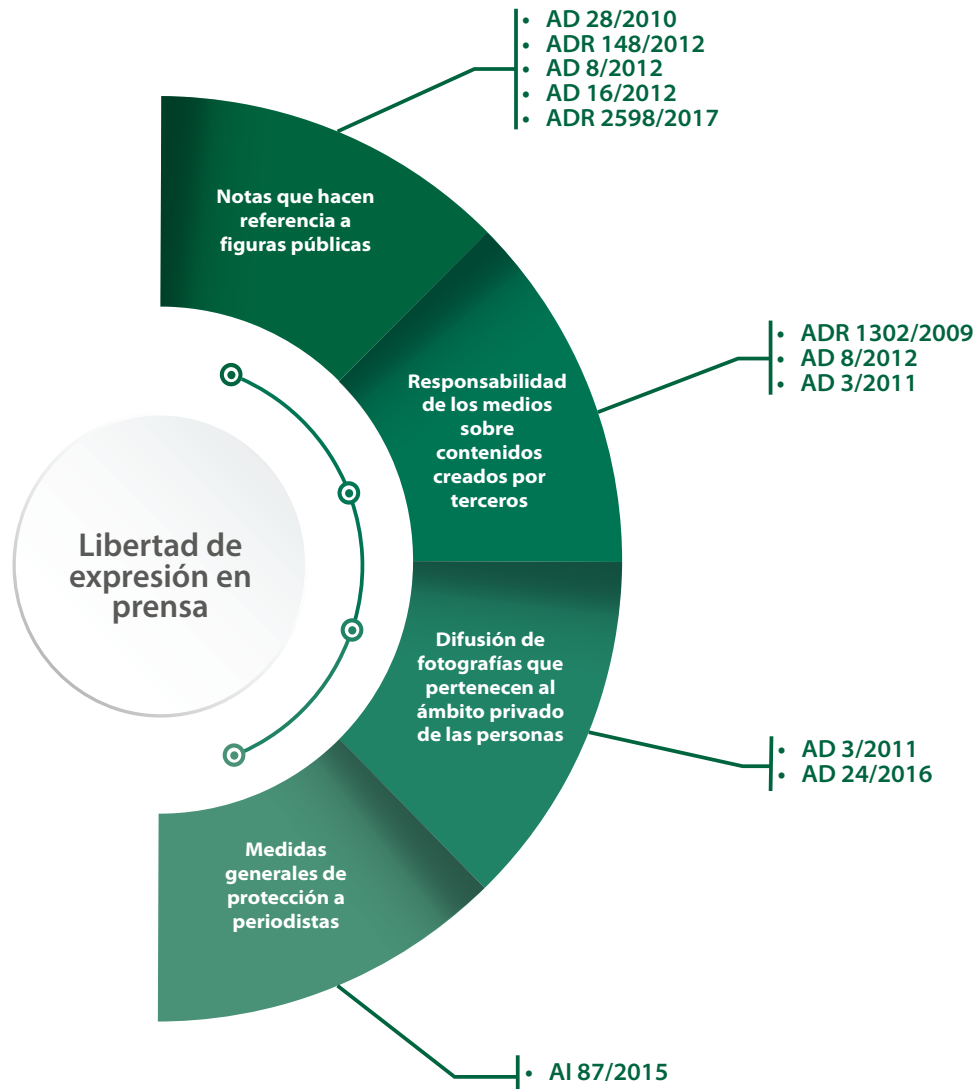 • AD 28/2010
• ADR 148/2012
• AD 8/2012
• AD 16/2012
• ADR 2598/2017
Notas que hacen
referencia a
figuras públicas
• ADR 1302/2009
• AD 8/2012
• AD 3/2011
Responsabilidad
de los medios
sobre
contenidos
creados por
terceros
Libertad de
expresión en
prensa
Difusión de
fotografías que
pertenecen al
ámbito privado
de las personas
• AD 3/2011
• AD 24/2016
Medidas
generales de
protección a
periodistas
• AI 87/2015